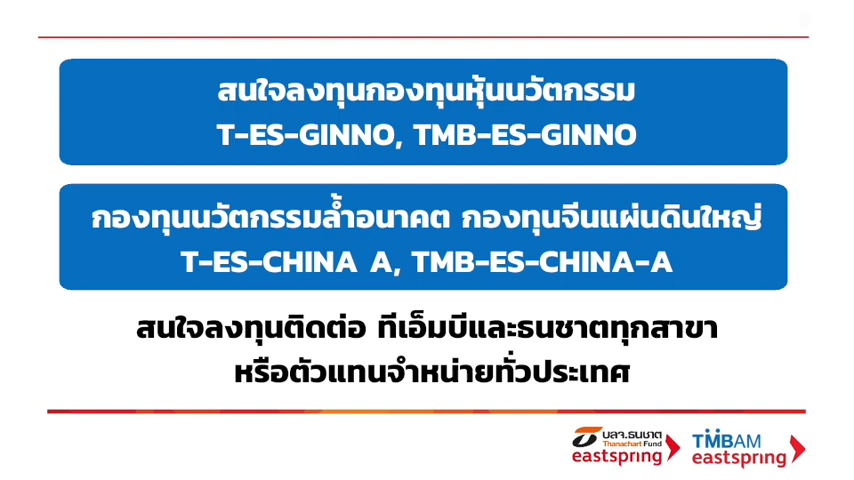 สนใจลงทุนกองทุนหุ้นนวัตกรรม
T-ES-GINNO, TMB-ES-GINNO
กองทุนนวัตกรรมล้ำอนาคต กองทุนจีนแผ่นดินใหญ่
T-ES-CHINA A, TMB-ES-CHINA-A
สนใจลงทุนติดต่อ ทีเอ็มบีและธนชาตทุกสาขา
หรือตัวแทนจำหน่ายทั่วประเทศ
บลจ.ธนชาต
Thanachart Fund
eastspring
TMBAM
eastspring